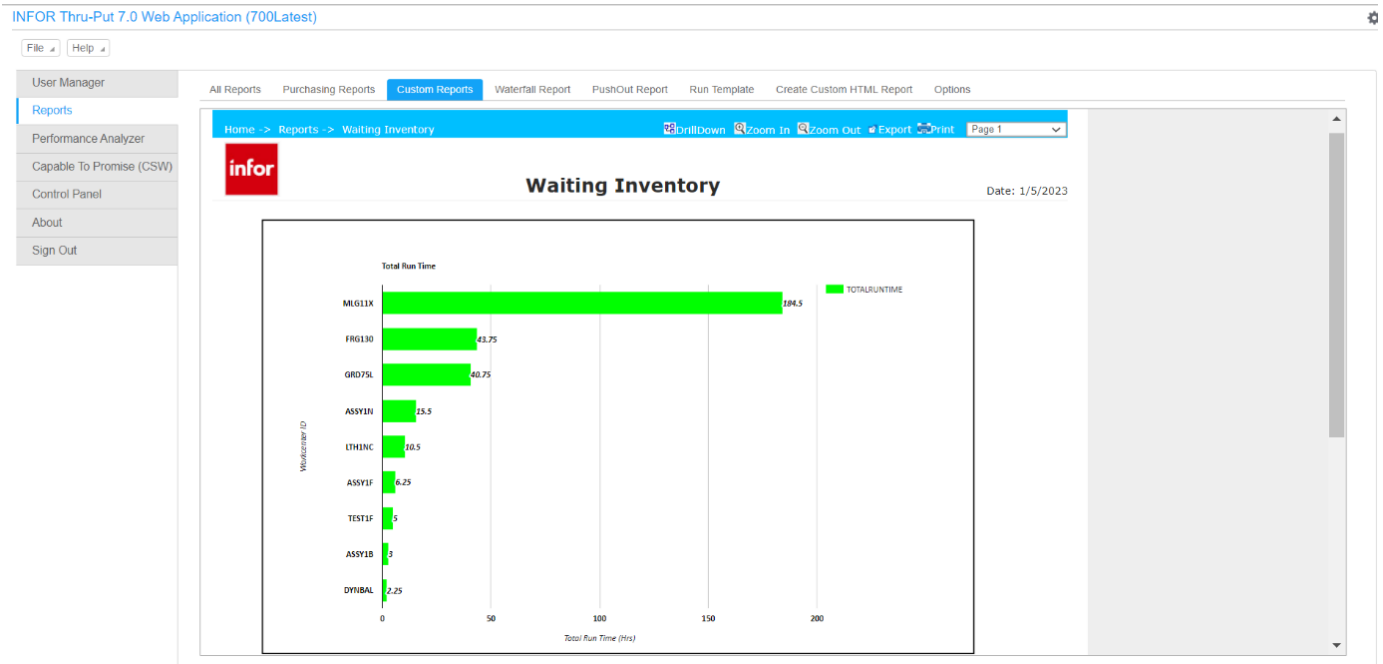 INFOR Thru-Put 7.0 Web Application (700Latest)
File Help
User Manager
Reports
Performance Analyzer
Capable To Promise (CSW)
Control Panel
About
Sign Out
All Reports Purchasing Reports Custom Reports Waterfall Report PushOut Report Run Template Create Custom HTML Report Options
Home -> Reports -> Waiting Inventory DrillDown Zoom In Zoom Out Export Print Page 1
infor
Waiting Inventory
Date: 1/5/2023
Total Run Time
TOTALRUNTIME
MLG11X 184.5
FRG130 43.75
GRD75L 40.75
ASSY1N 15.5
LTH1NC 10.5
ASSY1F 6.25
TEST1F 5
ASSY1B 3
DYNBAL 2.25
Workcenter ID
0 50 100 150 200
Total Run Time (Hrs)